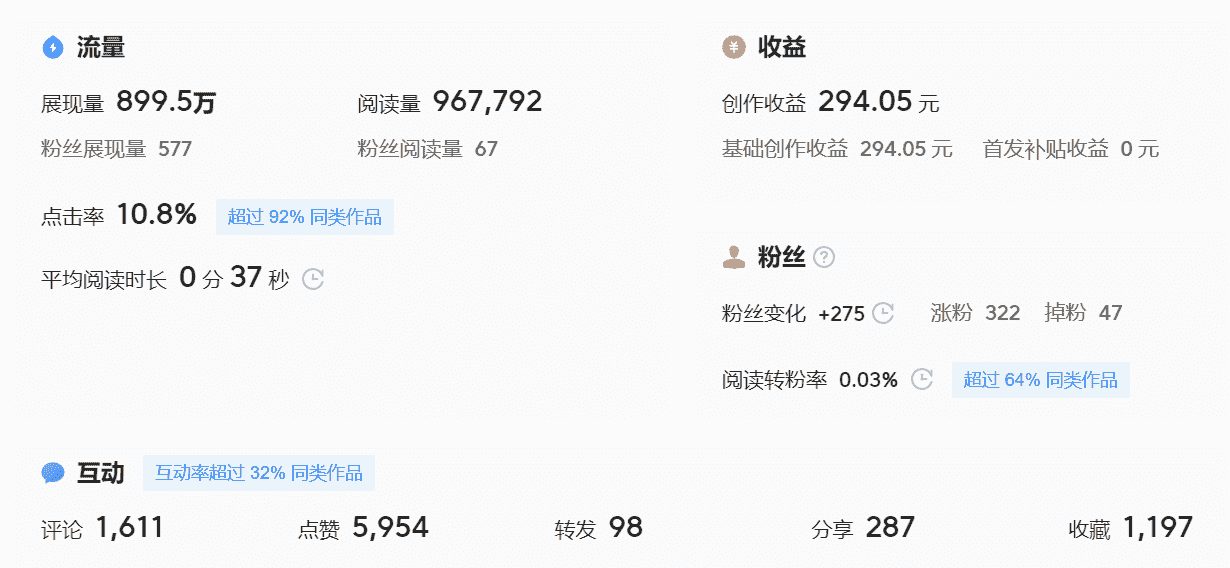 流量
展现量 899.5万 阅读量 967,792
粉丝展现量 577 粉丝阅读量 67
点击率 10.8% 超过 92% 同类作品
平均阅读时长 0 分 37 秒
¥ 收益
创作收益 294.05 元
基础创作收益 294.05 元 首发补贴收益 0 元
粉丝 ?
粉丝变化 +275 涨粉 322 掉粉 47
阅读转粉率 0.03% 超过 64% 同类作品
互动 互动率超过 32% 同类作品
评论 1,611 点赞 5,954 转发 98 分享 287 收藏 1,197